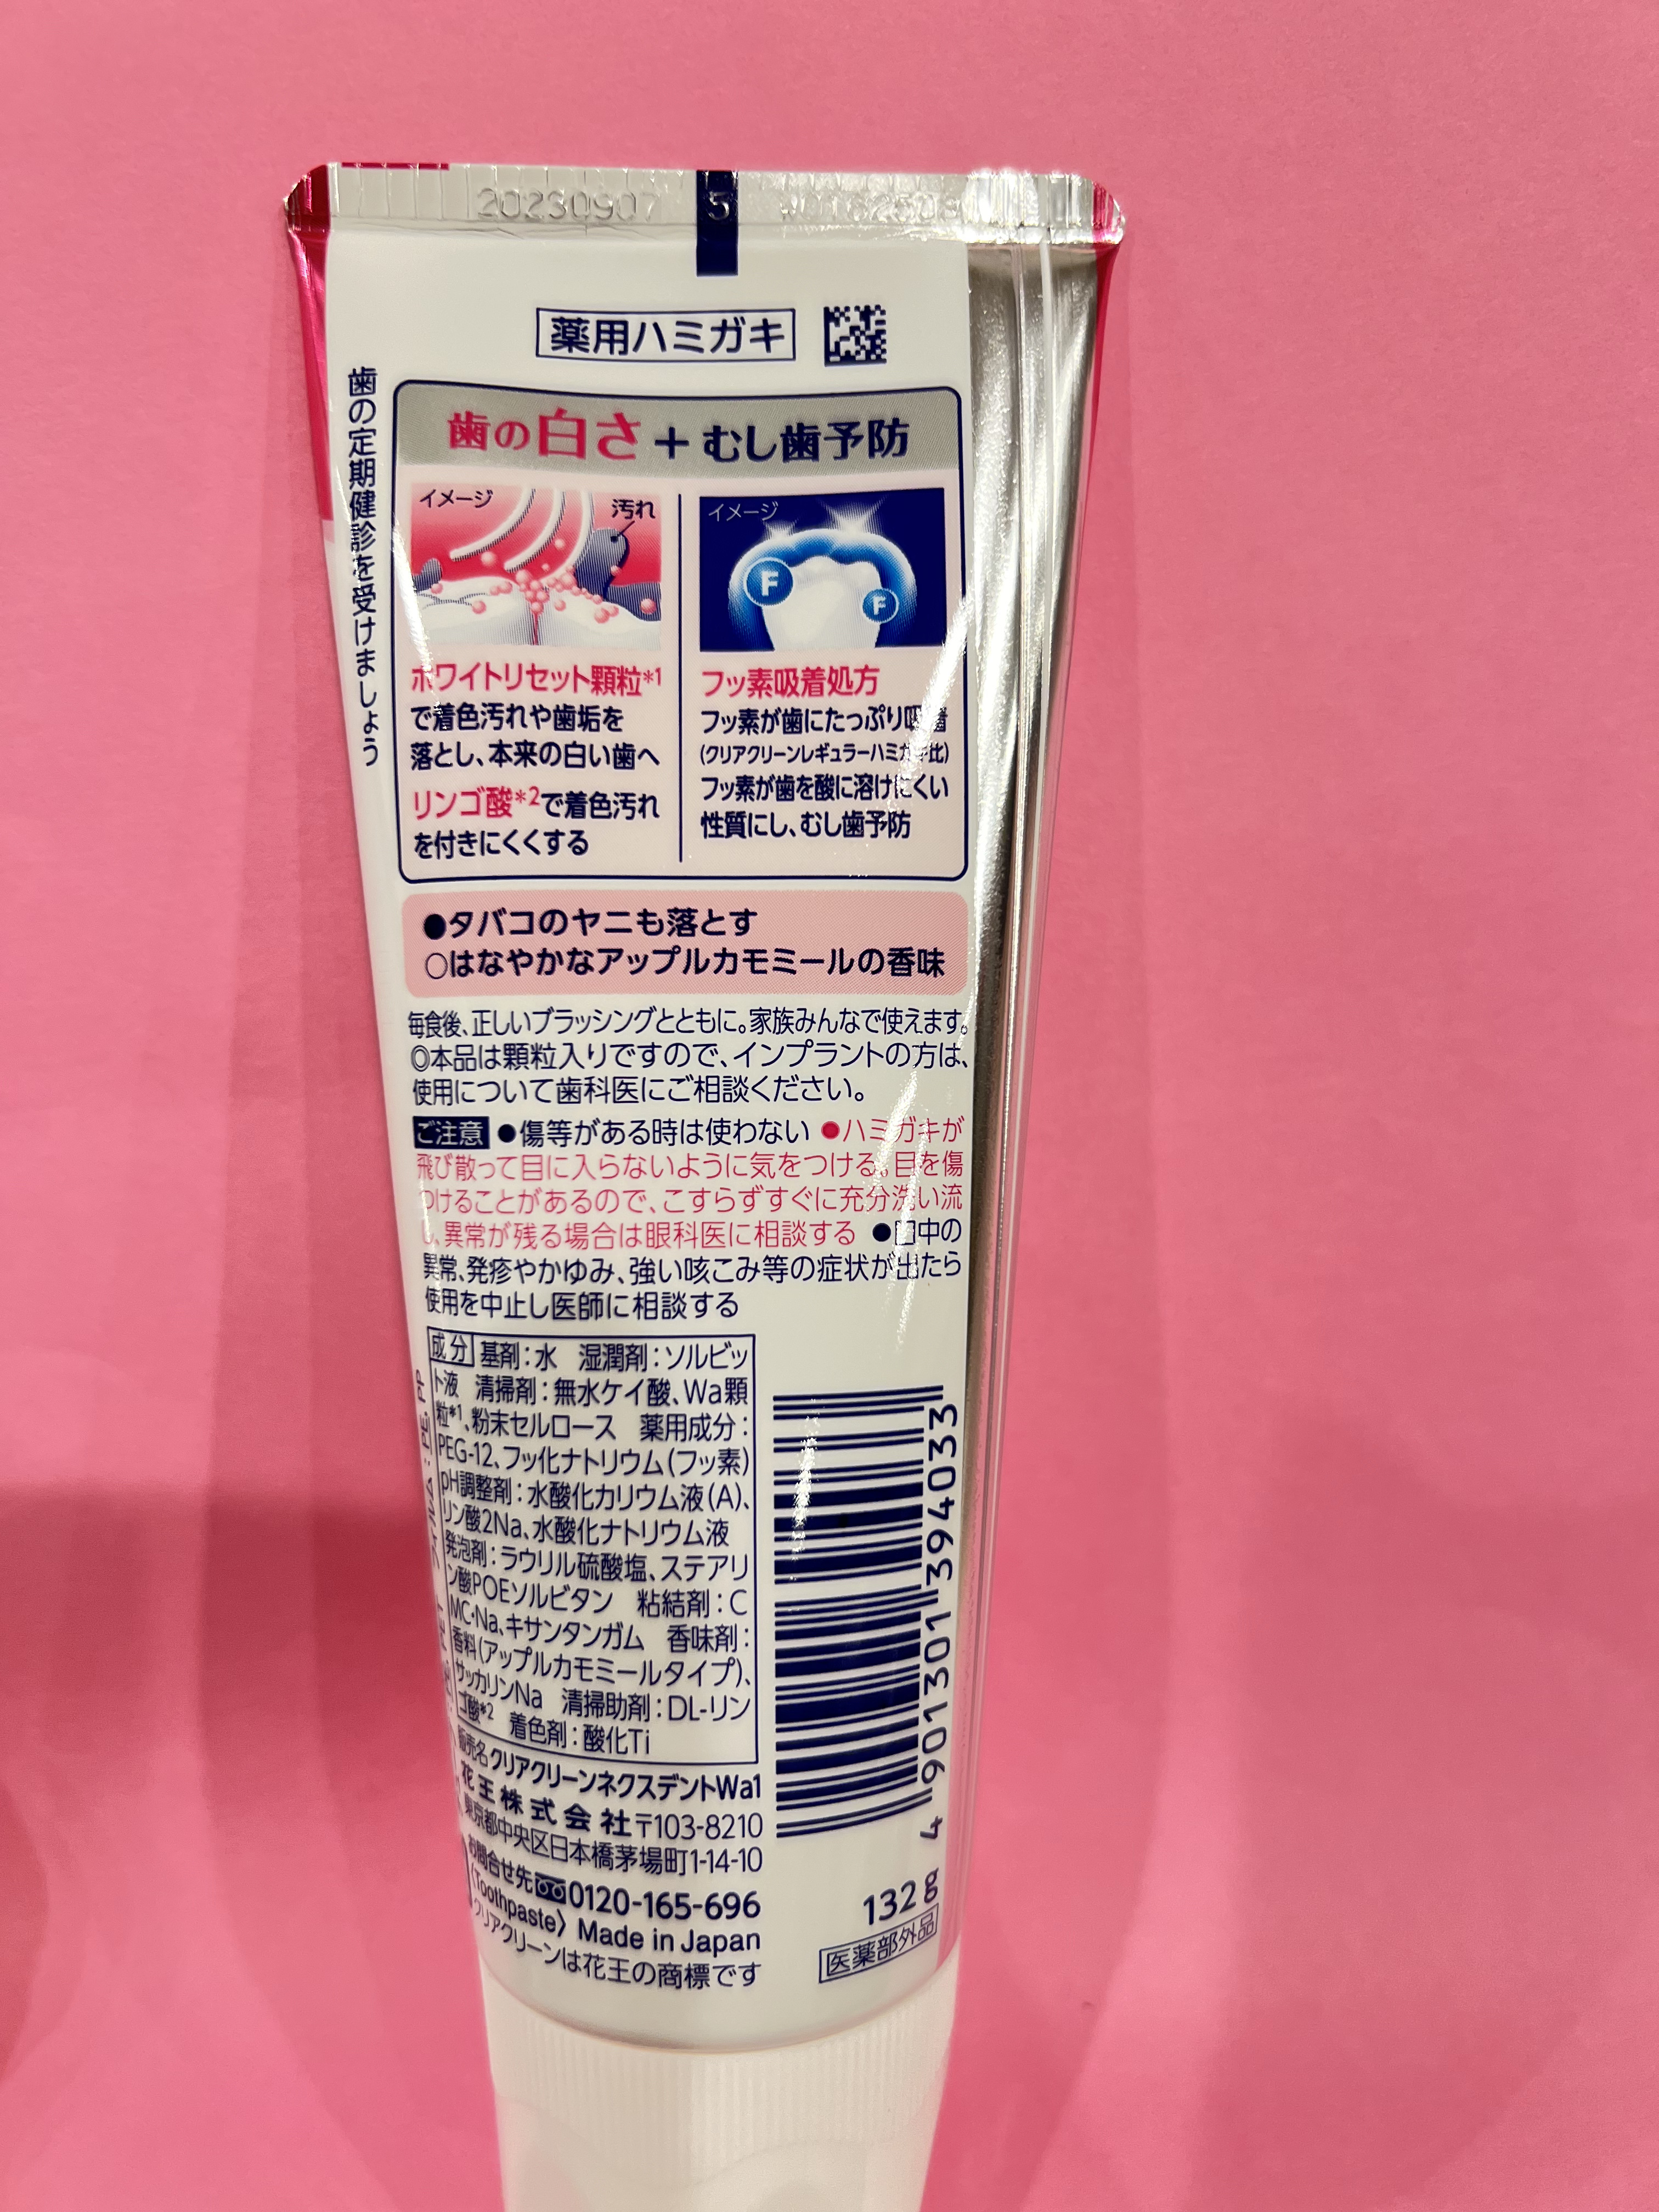 20230907 5
薬用ハミガキ
歯の定期健診を受けましょう
歯の白さ+むし歯予防
イメージ
汚れ
ホワイトリセット顆粒*1
で着色汚れや歯垢を
落とし、本来の白い歯へ
リンゴ酸*2で着色汚れ
を付きにくくする
イメージ
F
F
フッ素吸着処方
フッ素が歯にたっぷり吸着
(クリアクリーンレギュラーハミガキ比)
フッ素が歯を酸に溶けにくい
性質にし、むし歯予防
●タバコのヤニも落とす
○はなやかなアップルカモミールの香味
毎食後、正しいブラッシングとともに。家族みんなで使えます。
◎本品は顆粒入りですので、インプラントの方は、
使用について歯科医にご相談ください。
ご注意 ●傷等がある時は使わない ●ハミガキが
飛び散って目に入らないように気をつける。目を傷
つけることがあるので、こすらずすぐに充分洗い流
し、異常が残る場合は眼科医に相談する ●口中の
異常、発疹やかゆみ、強い咳こみ等の症状が出たら
使用を中止し医師に相談する
成分 基剤:水 湿潤剤:ソルビッ
ト液 清掃剤:無水ケイ酸、Wa顆
粒*1、粉末セルロース 薬用成分:
PEG-12、フッ化ナトリウム(フッ素)
pH調整剤:水酸化カリウム液(A)、
リン酸2Na、水酸化ナトリウム液
発泡剤:ラウリル硫酸塩、ステアリ
ン酸POEソルビタン 粘結剤:C
MC・Na、キサンタンガム 香味剤:
香料(アップルカモミールタイプ)、
サッカリンNa 清掃助剤:DL-リン
ゴ酸*2 着色剤:酸化Ti
販売名 クリアクリーンネクスデントWa1
花王株式会社 〒103-8210
東京都中央区日本橋茅場町1-14-10
お問合せ先 0120-165-696
〈Toothpaste〉 Made in Japan
クリアクリーンは花王の商標です
4 901301 394033
132g
医薬部外品
: PE, PP